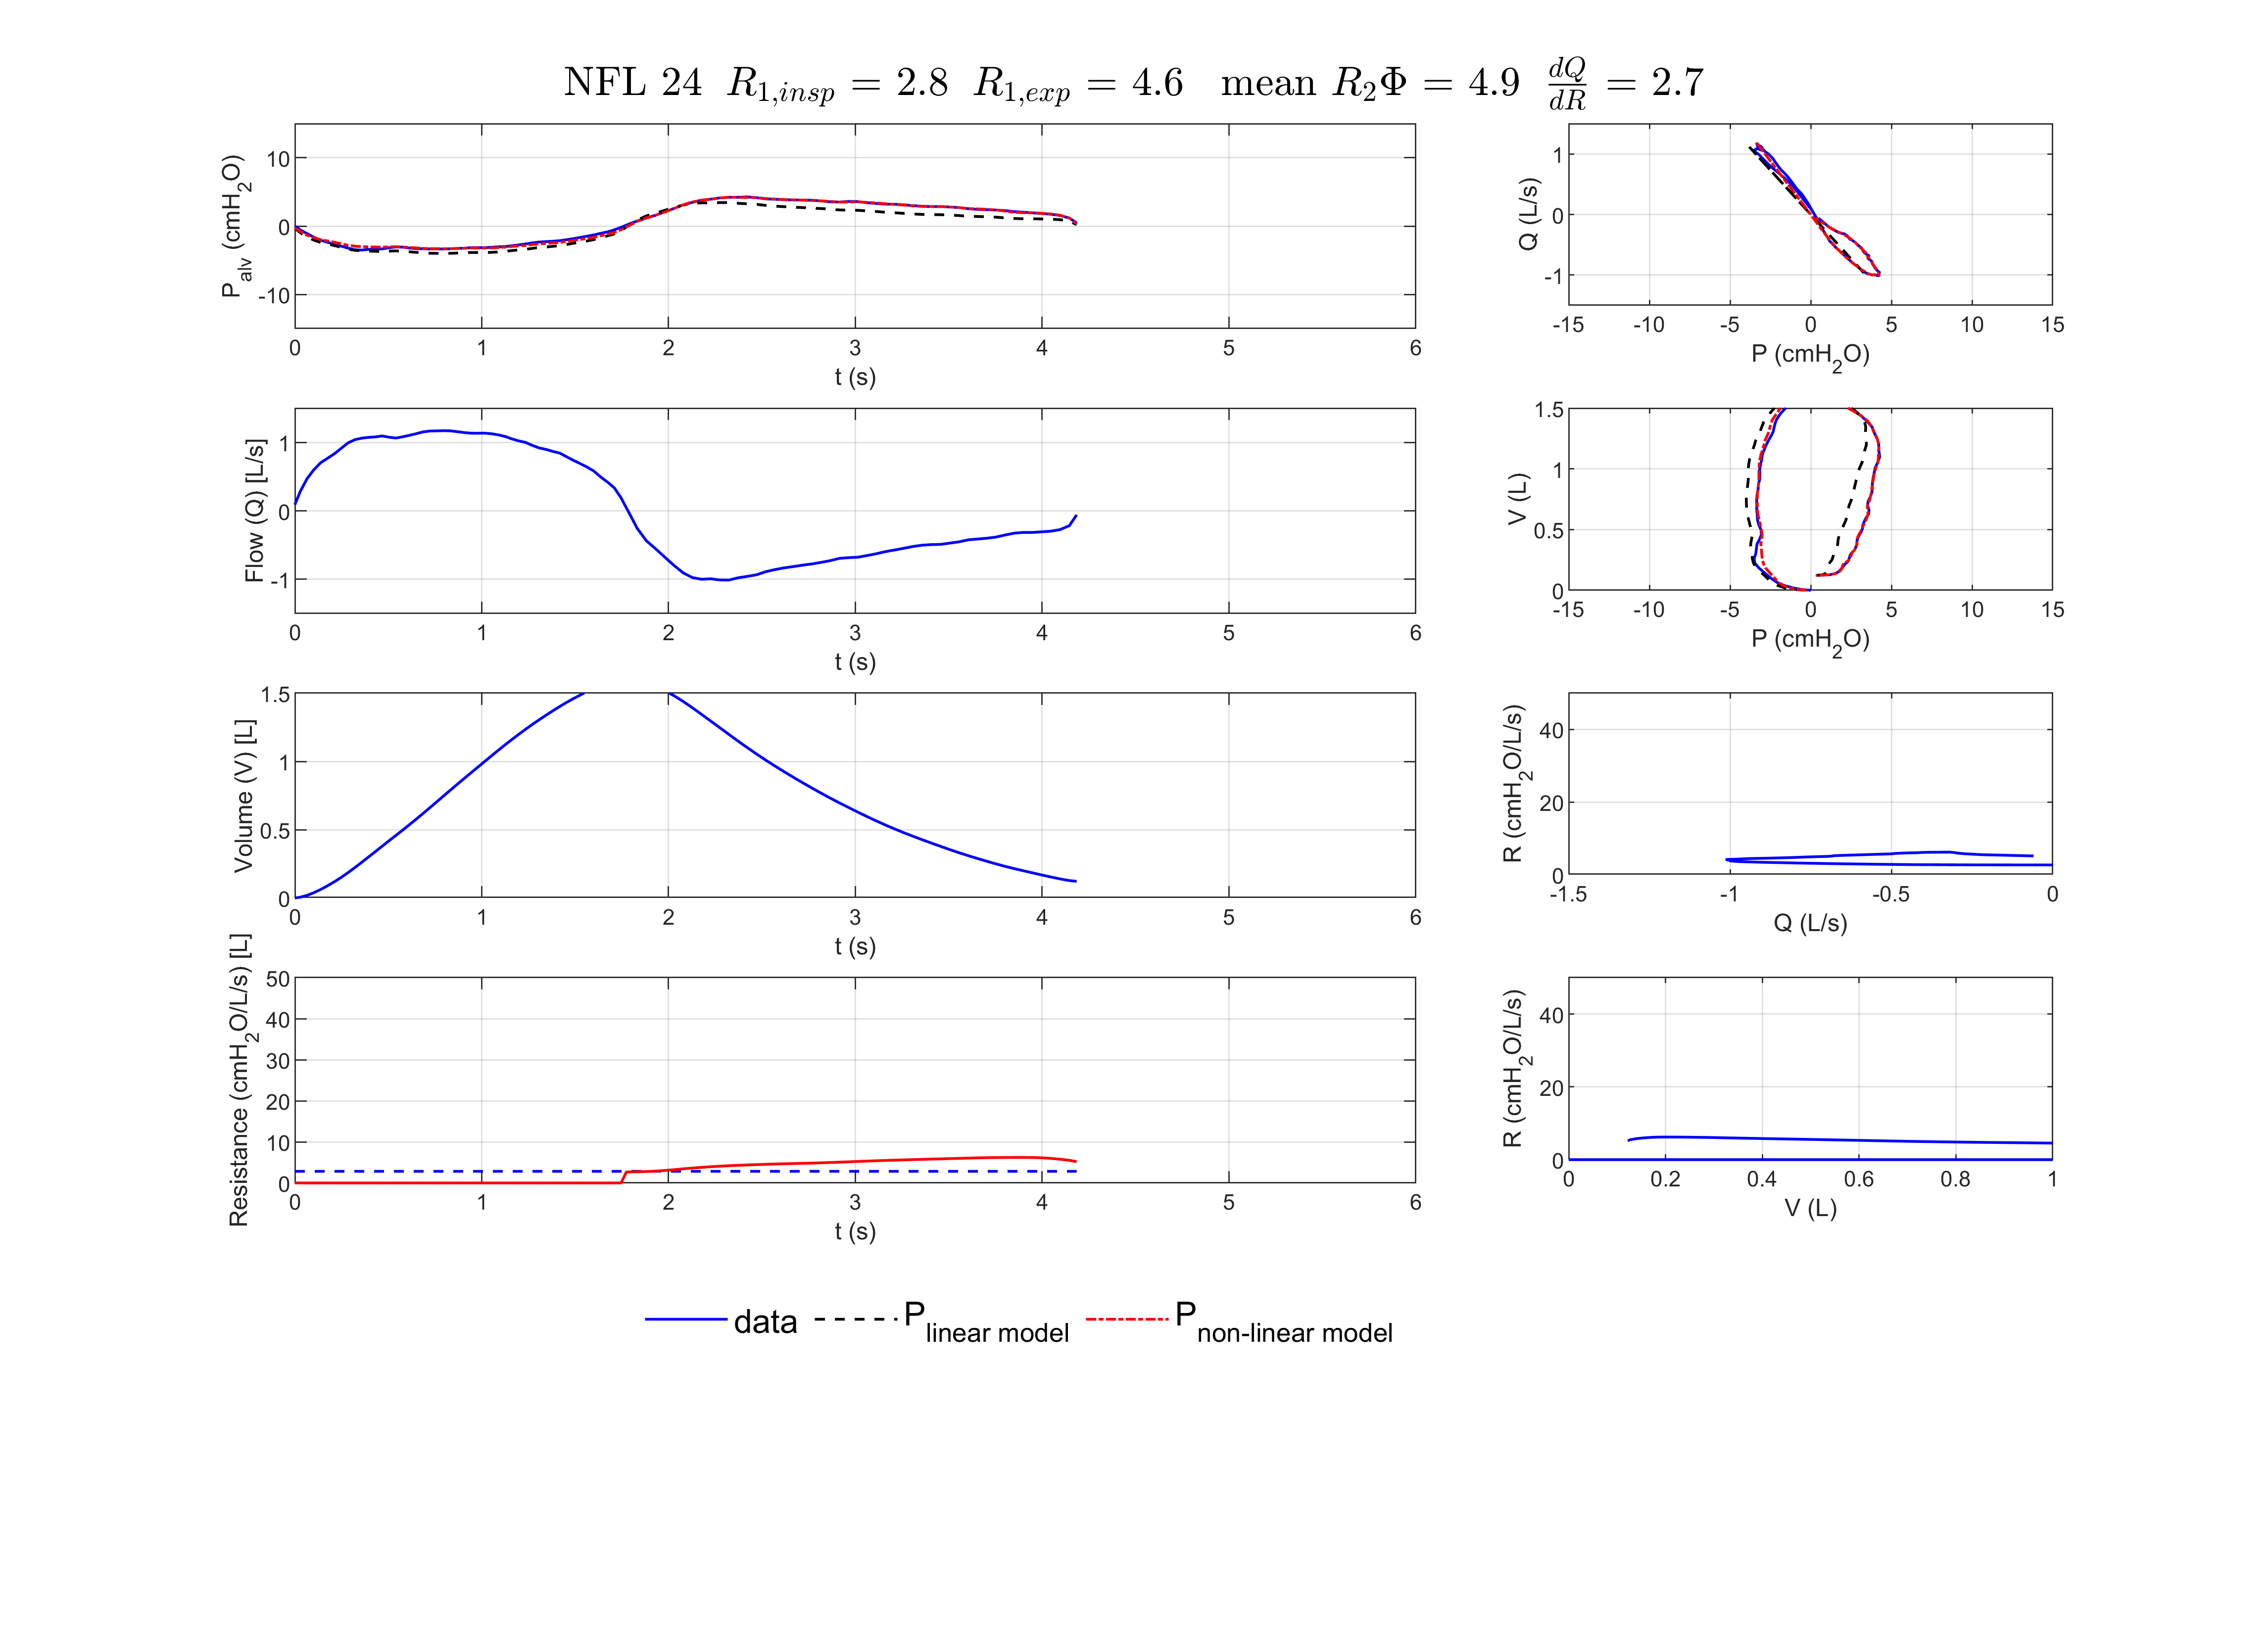 NFL 24 R1,insp = 2.8 R1,exp = 4.6 mean R2Φ = 4.9 dQ/dR = 2.7
Palv (cmH2O)
10
0
-10
0 1 2 3 4 5 6
t (s)
Q (L/s)
1
0
-1
-15 -10 -5 0 5 10 15
P (cmH2O)
Flow (Q) [L/s]
1
0
-1
0 1 2 3 4 5 6
t (s)
V (L)
1.5
1
0.5
0
-15 -10 -5 0 5 10 15
P (cmH2O)
Volume (V) [L]
1.5
1
0.5
0
0 1 2 3 4 5 6
t (s)
R (cmH2O/L/s)
40
20
0
-1.5 -1 -0.5 0
Q (L/s)
Resistance (cmH2O/L/s) [L]
50
40
30
20
10
0
0 1 2 3 4 5 6
t (s)
R (cmH2O/L/s)
40
20
0
0 0.2 0.4 0.6 0.8 1
V (L)
data Plinear model Pnon-linear model